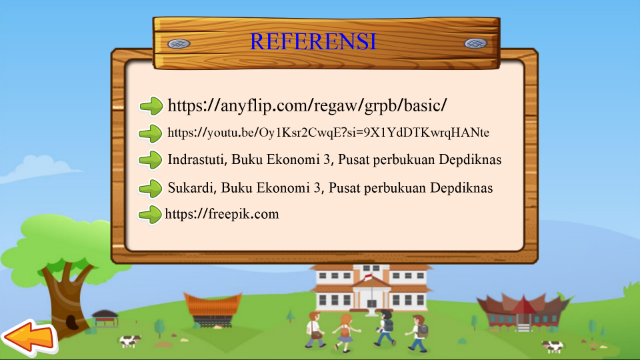 REFERENSI
https://anyflip.com/regaw/grpb/basic/
https://youtu.be/Oy1Ksr2CwqE?si=9X1YdDTKwrqHANte
Indrastuti, Buku Ekonomi 3, Pusat perbukuan Depdiknas
Sukardi, Buku Ekonomi 3, Pusat perbukuan Depdiknas
https://freepik.com